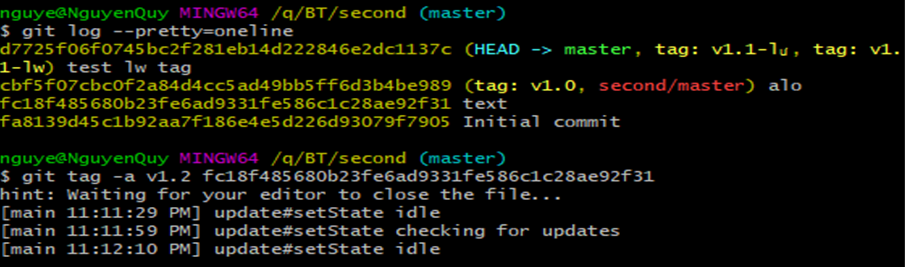 nguye@NguyenQuy MINGW64 /q/BT/second (master)
$ git log --pretty=oneline
d7725f06f0745bc2f281eb14d222846e2dc1137c (HEAD -> master, tag: v1.1-lư, tag: v1.
1-lw) test lw tag
cbf5f07cbc0f2a84d4cc5ad49bb5ff6d3b4be989 (tag: v1.0, second/master) alo
fc18f485680b23fe6ad9331fe586c1c28ae92f31 text
fa8139d45c1b92aa7f186e4e5d226d93079f7905 Initial commit
nguye@NguyenQuy MINGW64 /q/BT/second (master)
$ git tag -a v1.2 fc18f485680b23fe6ad9331fe586c1c28ae92f31
hint: Waiting for your editor to close the file...
[main 11:11:29 PM] update#setState idle
[main 11:11:59 PM] update#setState checking for updates
[main 11:12:10 PM] update#setState idle